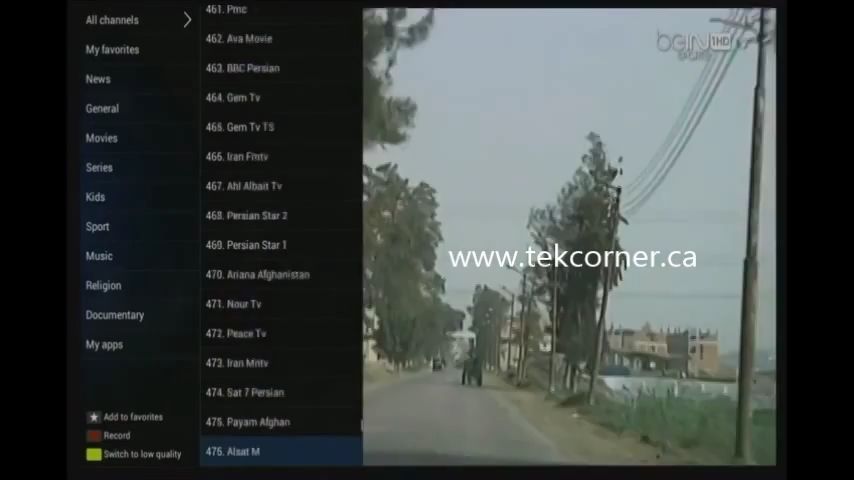 All channels
My favorites
News
General
Movies
Series
Kids
Sport
Music
Religion
Documentary
My apps
Add to favorites
Record
Switch to low quality
461. Pmc
462. Ava Movie
463. BBC Persian
464. Gem Tv
465. Gem Tv TS
466. Iran Fmtv
467. Ahl Albait Tv
468. Persian Star 2
469. Persian Star 1
470. Ariana Afghanistan
471. Nour Tv
472. Peace Tv
473. Iran Mntv
474. Sat 7 Persian
475. Payam Afghan
476. Alsat M
beIN 1HD
SPORTS
www.tekcorner.ca